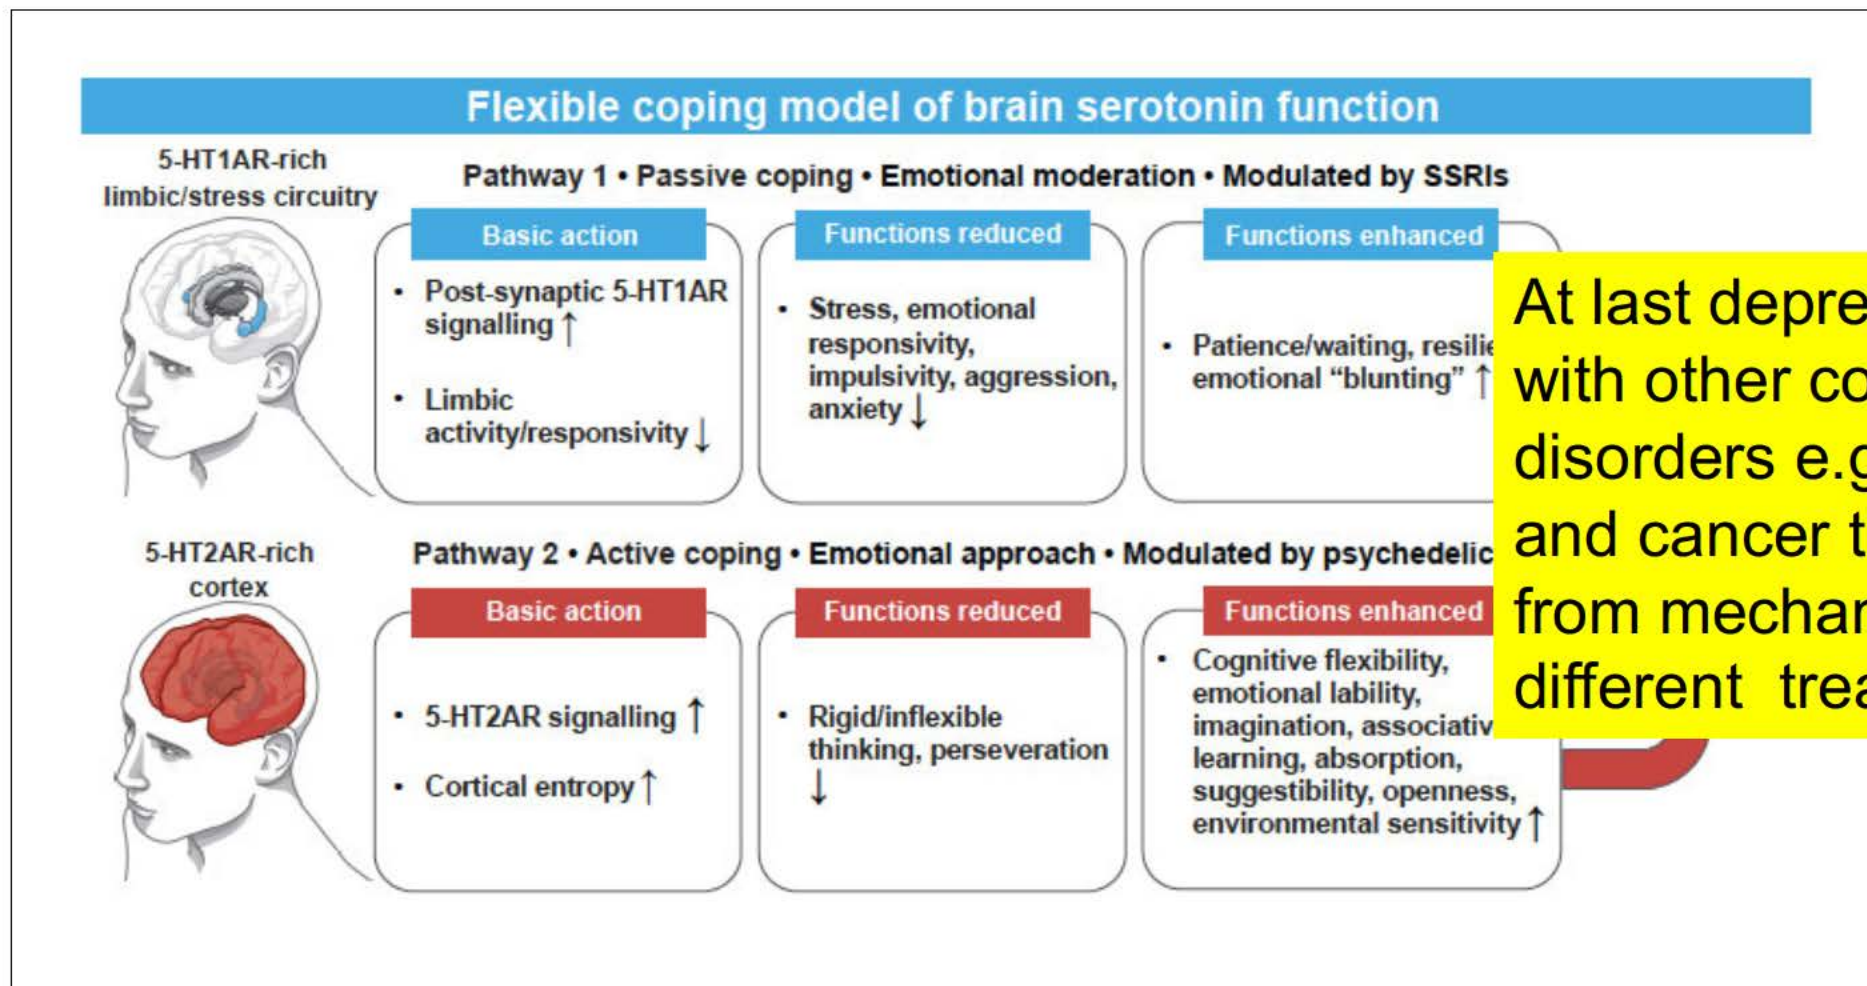 Flexible coping model of brain serotonin function
5-HT1AR-rich
limbic/stress circuitry
Pathway 1 • Passive coping • Emotional moderation • Modulated by SSRIs
Basic action
• Post-synaptic 5-HT1AR
signalling ↑
• Limbic
activity/responsivity ↓
Functions reduced
• Stress, emotional
responsivity,
impulsivity, aggression,
anxiety ↓
Functions enhanced
• Patience/waiting,
emotional “blunting” ↑
5-HT2AR-rich
cortex
Pathway 2 • Active coping • Emotional approach • Modulated by psychedelic
Basic action
• 5-HT2AR signalling ↑
• Cortical entropy ↑
Functions reduced
• Rigid/inflexible
thinking, perseveration
↓
Functions enhanced
• Cognitive flexibility,
emotional lability,
imagination,
learning, absorption,
suggestibility, openness,
environmental sensitivity ↑
At last
with other
disorders
and cancer
from
different